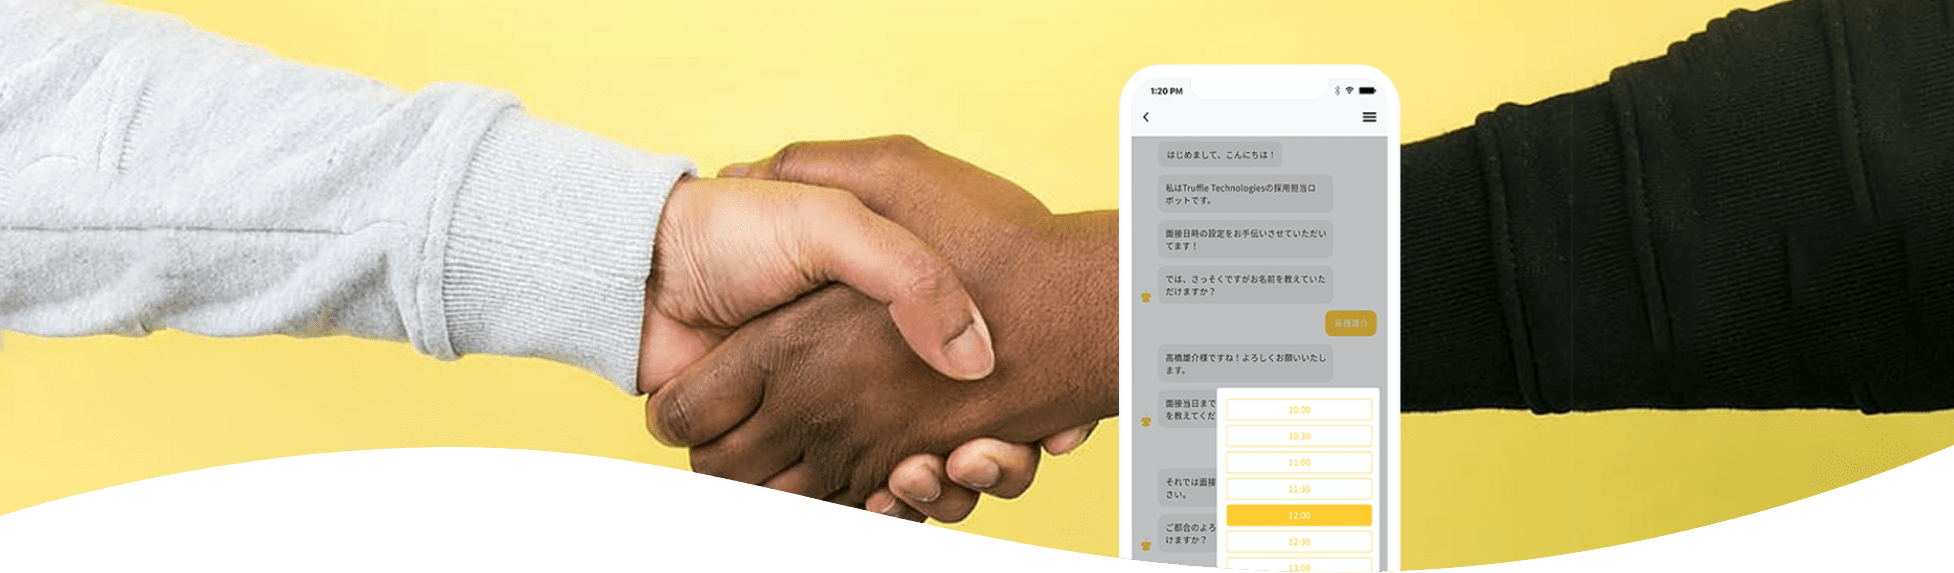 1:20 PM
はじめまして、こんにちは！
私はTruffle Technologiesの採用担当ロ
ボットです。
面接日時の設定をお手伝いさせていただい
てます！
では、さっそくですがお名前を教えていた
だけますか？
高橋雄介
高橋雄介様ですね！よろしくお願いいたし
ます。
面接当日まで
を教えてくだ
それでは面接
さい。
ご都合のよろ
けますか？
10:00
10:30
11:00
11:30
12:00
12:30
13:00